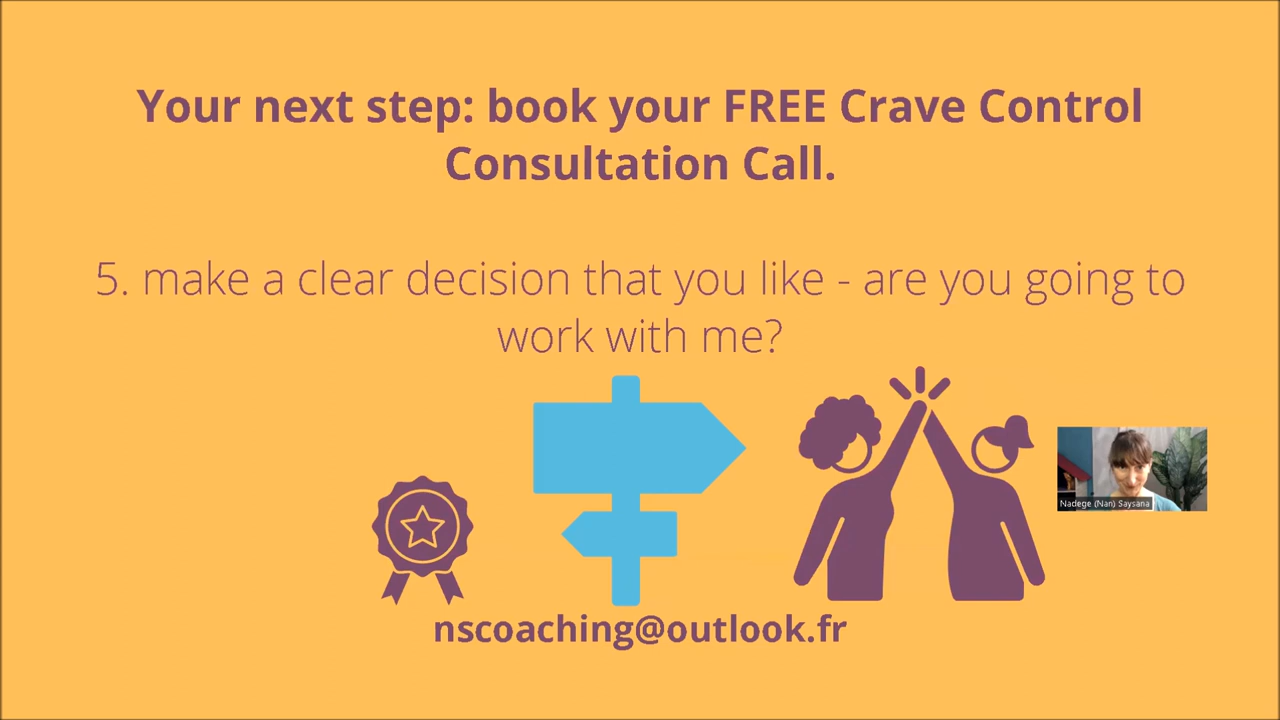 Your next step: book your FREE Crave Control
Consultation Call.
5. make a clear decision that you like - are you going to
work with me?
Nadege (Nan) Saysana
nscoaching@outlook.fr